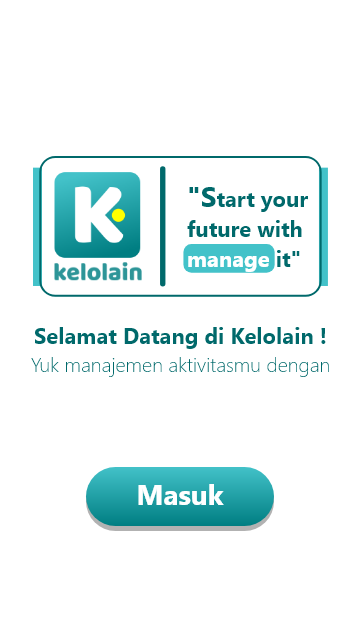 kelolain
"Start your
future with
manage it"
Selamat Datang di Kelolain !
Yuk manajemen aktivitasmu dengan
Masuk